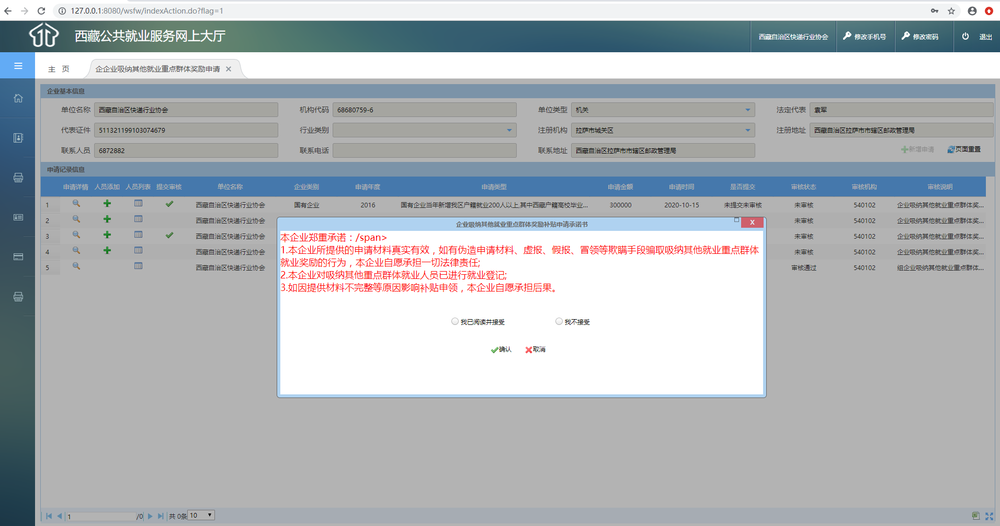 127.0.0.1:8080/wsfw/indexAction.do?flag=1
西藏公共就业服务网上大厅
西藏自治区快递行业协会 修改手机号 修改密码 退出
主 页 企企业吸纳其他就业重点群体奖励申请
企业基本信息
单位名称 西藏自治区快递行业协会 机构代码 68680759-6 单位类型 机关 法定代表 袁军
代表证件 511321199103074679 行业类别 注册机构 拉萨市城关区 注册地址 西藏自治区拉萨市市辖区邮政管理局
联系人员 6872882 联系电话 联系地址 西藏自治区拉萨市市辖区邮政管理局 新增申请 页面重置
申请记录信息
申请详情 人员添加 人员列表 提交审核 单位名称 企业类别 申请年度 申请类型 申请金额 申请时间 是否提交 审核状态 审核机构 审核说明
1 西藏自治区快递行业协会 国有企业 2016 国有企业当年新增我区户籍就业200人以上,其中西藏户籍高校毕业... 300000 2020-10-15 未提交未审核 未审核 540102 企业吸纳其他就业重点群体奖...
2 西藏自治区快递行业协会 未审核 540102 企业吸纳其他就业重点群体奖...
3 西藏自治区快递行业协会 未审核 540102 企业吸纳其他就业重点群体奖...
4 西藏自治区快递行业协会 未审核 540102 企业吸纳其他就业重点群体奖...
5 西藏自治区快递行业协会 审核通过 540102 组企业吸纳其他就业重点群体...
企业吸纳其他就业重点群体奖励补贴申请承诺书
X
本企业郑重承诺：/span>
1.本企业所提供的申请材料真实有效，如有伪造申请材料、虚报、假报、冒领等欺瞒手段骗取吸纳其他就业重点群体
就业奖励的行为，本企业自愿承担一切法律责任;
2.本企业对吸纳其他重点群体就业人员已进行就业登记;
3.如因提供材料不完整等原因影响补贴申领，本企业自愿承担后果。
我已阅读并接受 我不接受
确认 取消
1 /0 共 0条 10